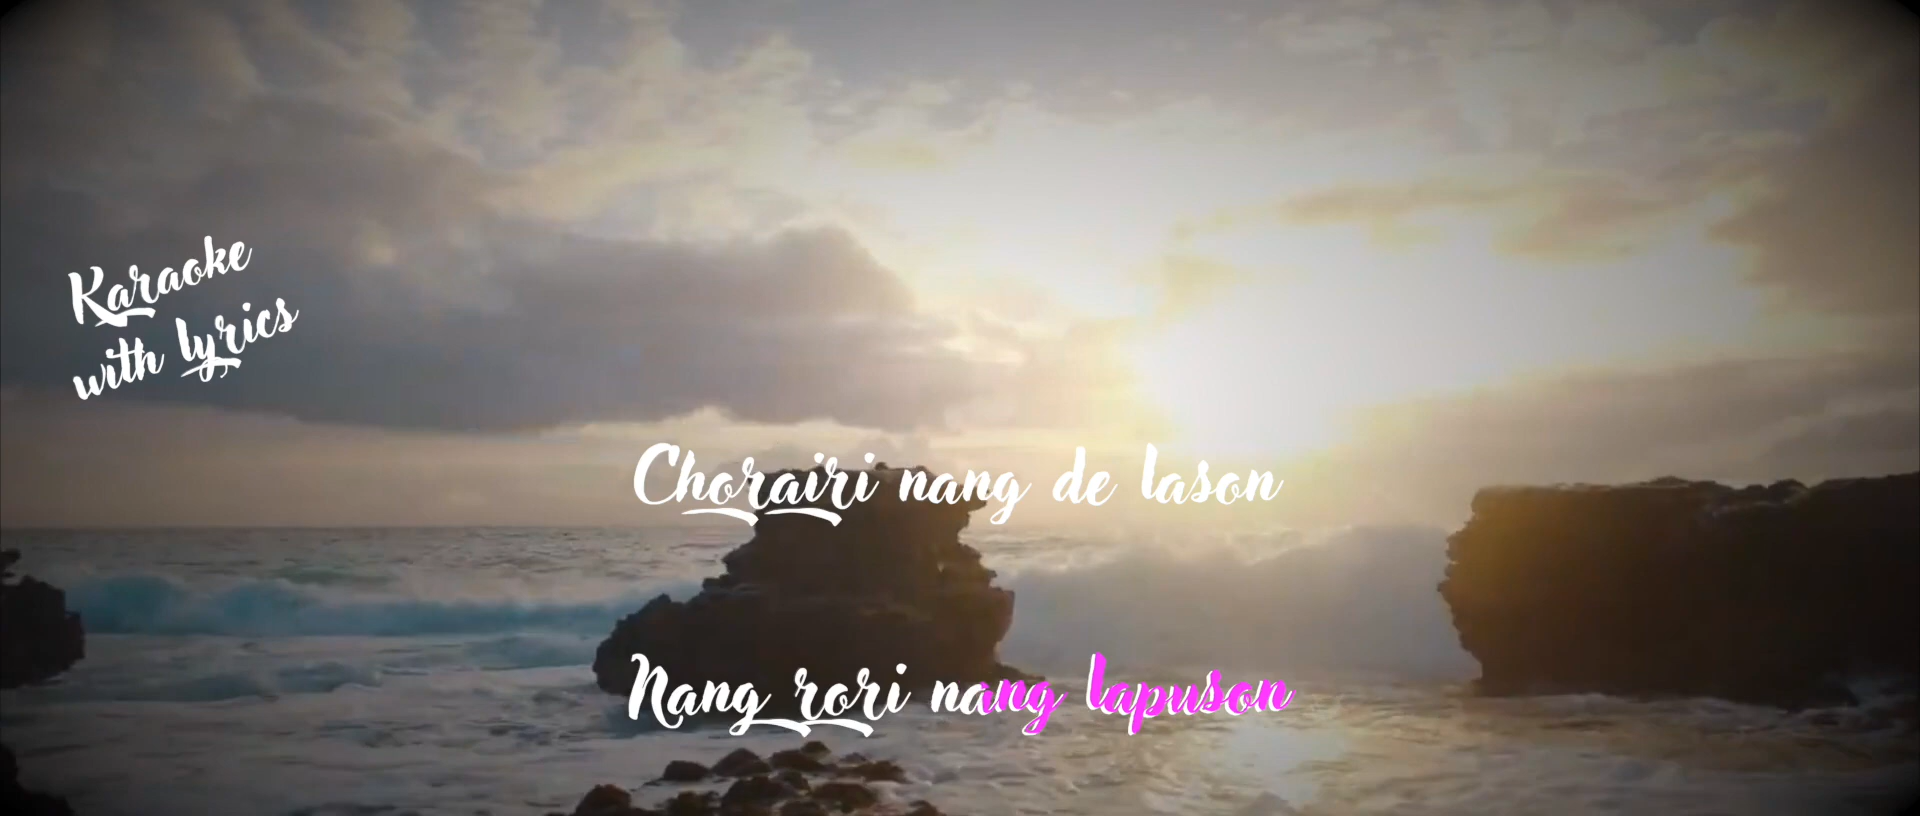 Karaoke
with lyrics
Chorairi nang de lason
Nang rori nang lapuson